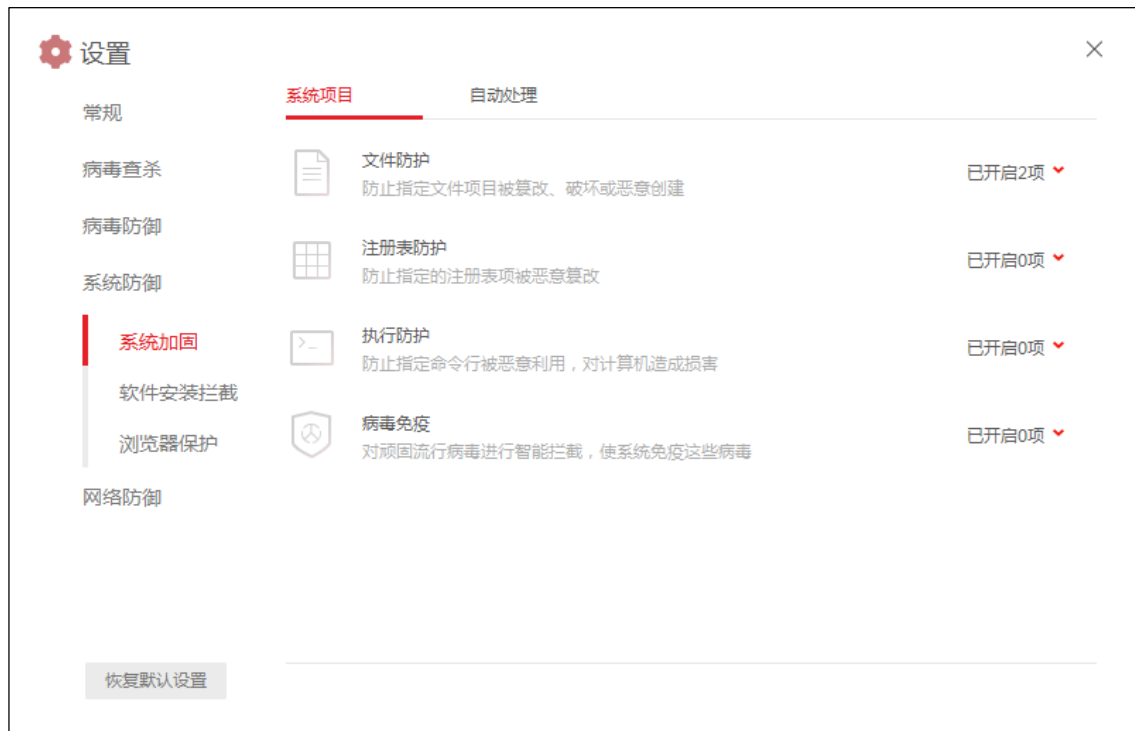 设置
常规
病毒查杀
病毒防御
系统防御
系统加固
软件安装拦截
浏览器保护
网络防御
恢复默认设置
系统项目
自动处理
文件防护
防止指定文件项目被篡改、破坏或恶意创建
已开启2项
注册表防护
防止指定的注册表项被恶意篡改
已开启0项
执行防护
防止指定命令行被恶意利用，对计算机造成损害
已开启0项
病毒免疫
对顽固流行病毒进行智能拦截，使系统免疫这些病毒
已开启0项